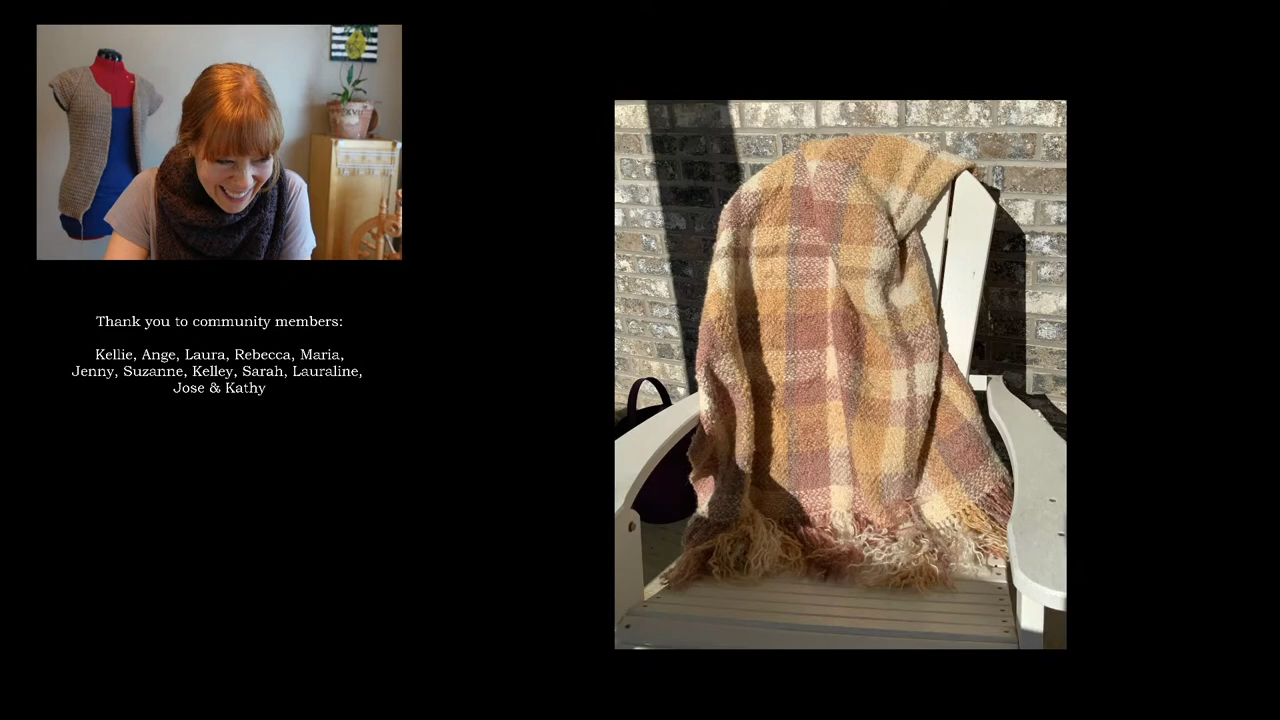 Thank you to community members:
Kellie, Ange, Laura, Rebecca, Maria,
Jenny, Suzanne, Kelley, Sarah, Lauraline,
Jose & Kathy